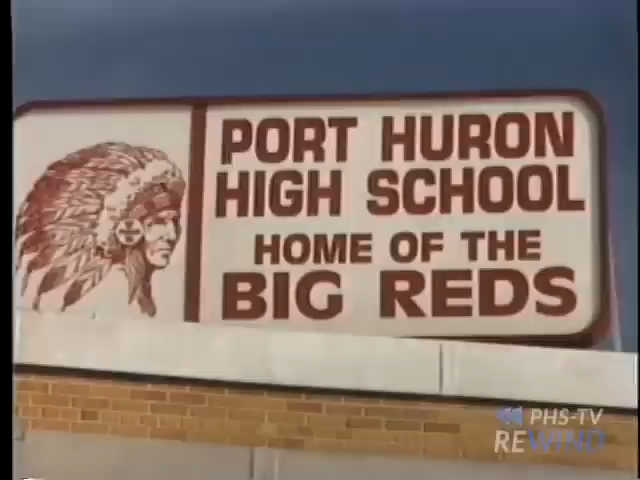 PORT HURON
HIGH SCHOOL
HOME OF THE
BIG REDS
PHS-TV
REWIND